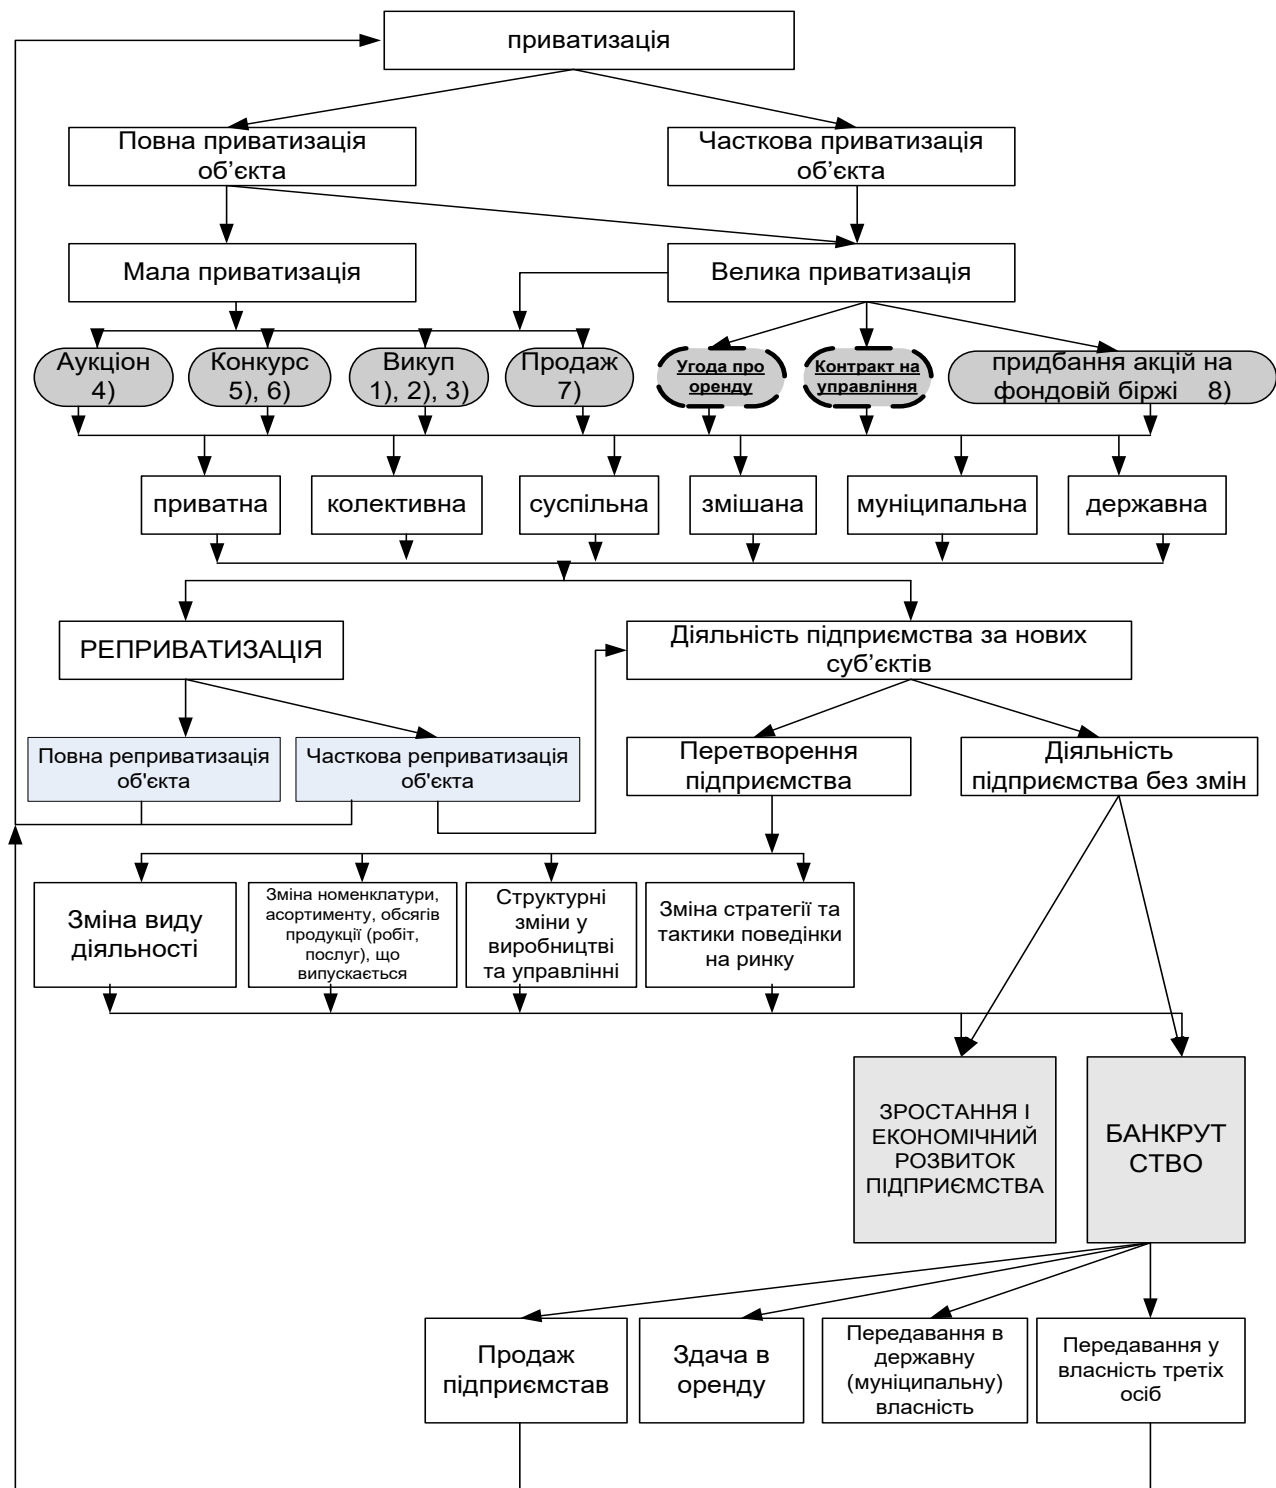 приватизація
Повна приватизація
об’єкта
Часткова приватизація
об’єкта
Мала приватизація
Велика приватизація
Аукціон
4)
Конкурс
5), 6)
Викуп
1), 2), 3)
Продаж
7)
Угода про
оренду
Контракт на
управління
придбання акцій на
фондовій біржі 8)
приватна
колективна
суспільна
змішана
муніципальна
державна
РЕПРИВАТИЗАЦІЯ
Діяльність підприємства за нових
суб’єктів
Повна реприватизація
об'єкта
Часткова реприватизація
об'єкта
Перетворення
підприємства
Діяльність
підприємства без змін
Зміна виду
діяльності
Зміна номенклатури,
асортименту, обсягів
продукції (робіт,
послуг), що
випускається
Структурні
зміни у
виробництві
та управлінні
Зміна стратегії та
тактики поведінки
на ринку
ЗРОСТАННЯ І
ЕКОНОМІЧНИЙ
РОЗВИТОК
ПІДПРИЄМСТВА
БАНКРУТ
СТВО
Продаж
підприємстав
Здача в
оренду
Передавання в
державну
(муніципальну)
власність
Передавання у
власність третіх
осіб